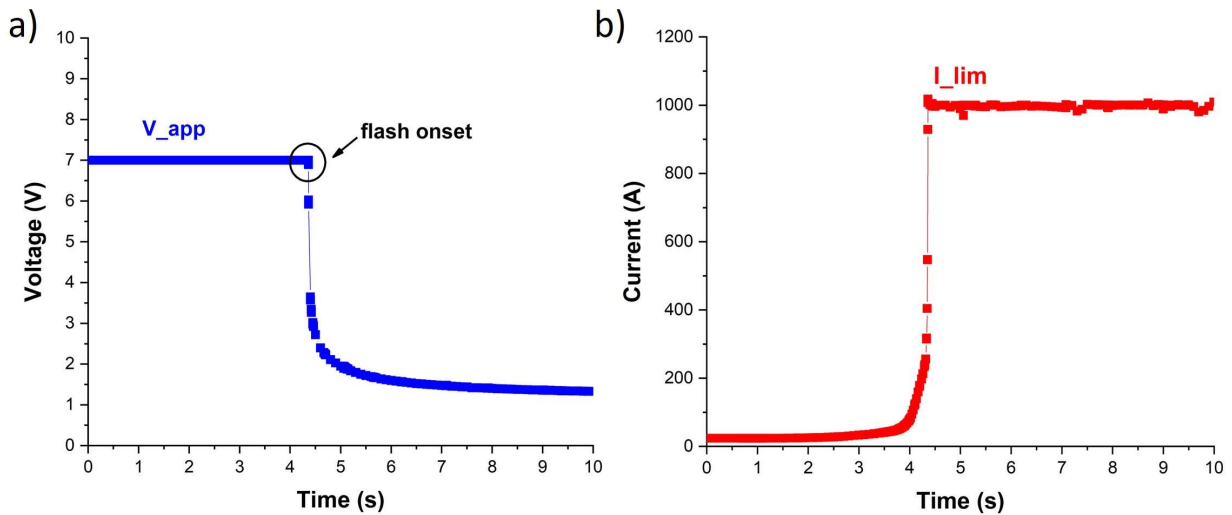 a)
10
9
8
7
6
5
4
3
2
1
0
Voltage (V)
V_app
flash onset
0 1 2 3 4 5 6 7 8 9 10
Time (s)
b)
1200
1000
800
600
400
200
0
Current (A)
I_lim
0 1 2 3 4 5 6 7 8 9 10
Time (s)